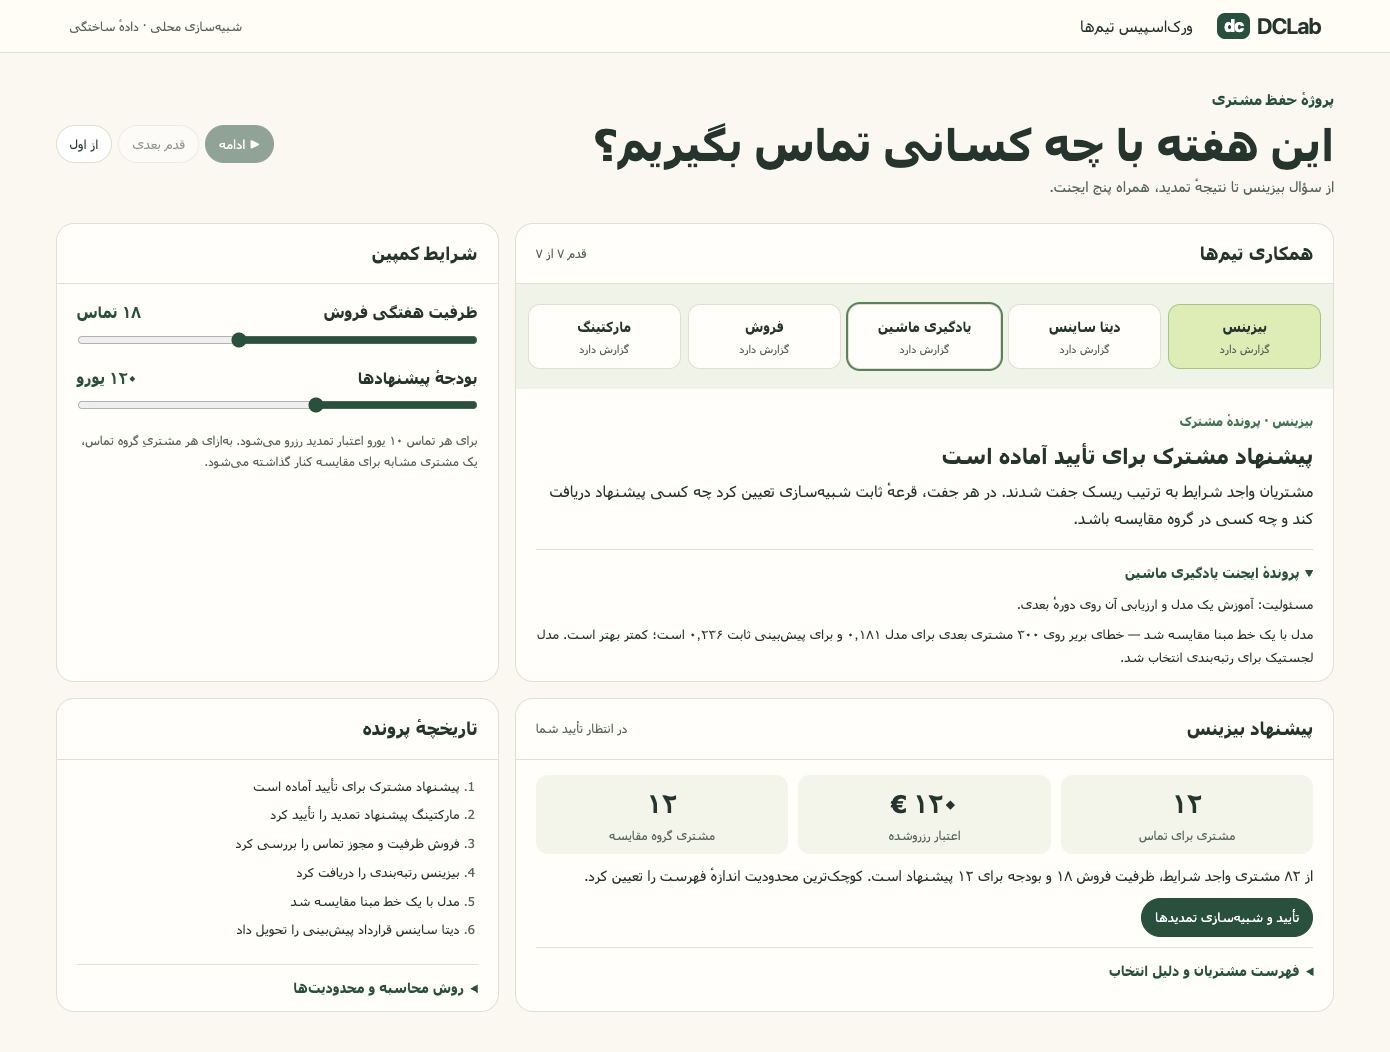 dc DCLab
ورک‌اسپیس تیم‌ها
شبیه‌سازی محلی · دادهٔ ساختگی
پروژهٔ حفظ مشتری
این هفته با چه کسانی تماس بگیریم؟
از سؤال بیزینس تا نتیجهٔ تمدید، همراه پنج ایجنت.
▶ ادامه
قدم بعدی
از اول
همکاری تیم‌ها
قدم ۷ از ۷
بیزینس
گزارش دارد
دیتا ساینس
گزارش دارد
یادگیری ماشین
گزارش دارد
فروش
گزارش دارد
مارکتینگ
گزارش دارد
بیزینس · پروندهٔ مشترک
پیشنهاد مشترک برای تأیید آماده است
مشتریان واجد شرایط به ترتیب ریسک جفت شدند. در هر جفت، قرعهٔ ثابت شبیه‌سازی تعیین کرد چه کسی پیشنهاد دریافت
کند و چه کسی در گروه مقایسه باشد.
▼ پروندهٔ ایجنت یادگیری ماشین
مسئولیت: آموزش یک مدل و ارزیابی آن روی دورهٔ بعدی.
مدل با یک خط مبنا مقایسه شد — خطای بریر روی ۳۰۰ مشتری بعدی برای مدل ۰٫۱۸۱ و برای پیش‌بینی ثابت ۰٫۲۳۶ است؛ کمتر بهتر است. مدل
لجستیک برای رتبه‌بندی انتخاب شد.
شرایط کمپین
ظرفیت هفتگی فروش
۱۸ تماس
بودجهٔ پیشنهادها
۱۲۰ یورو
برای هر تماس ۱۰ یورو اعتبار تمدید رزرو می‌شود. به‌ازای هر مشتریِ گروه تماس،
یک مشتری مشابه برای مقایسه کنار گذاشته می‌شود.
پیشنهاد بیزینس
در انتظار تأیید شما
۱۲
مشتری برای تماس
۱۲۰ €
اعتبار رزروشده
۱۲
مشتری گروه مقایسه
از ۸۲ مشتری واجد شرایط، ظرفیت فروش ۱۸ و بودجه برای ۱۲ پیشنهاد است. کوچک‌ترین محدودیت اندازهٔ فهرست را تعیین کرد.
تأیید و شبیه‌سازی تمدیدها
◀ فهرست مشتریان و دلیل انتخاب
تاریخچهٔ پرونده
1. پیشنهاد مشترک برای تأیید آماده است
2. مارکتینگ پیشنهاد تمدید را تأیید کرد
3. فروش ظرفیت و مجوز تماس را بررسی کرد
4. بیزینس رتبه‌بندی را دریافت کرد
5. مدل با یک خط مبنا مقایسه شد
6. دیتا ساینس قرارداد پیش‌بینی را تحویل داد
◀ روش محاسبه و محدودیت‌ها